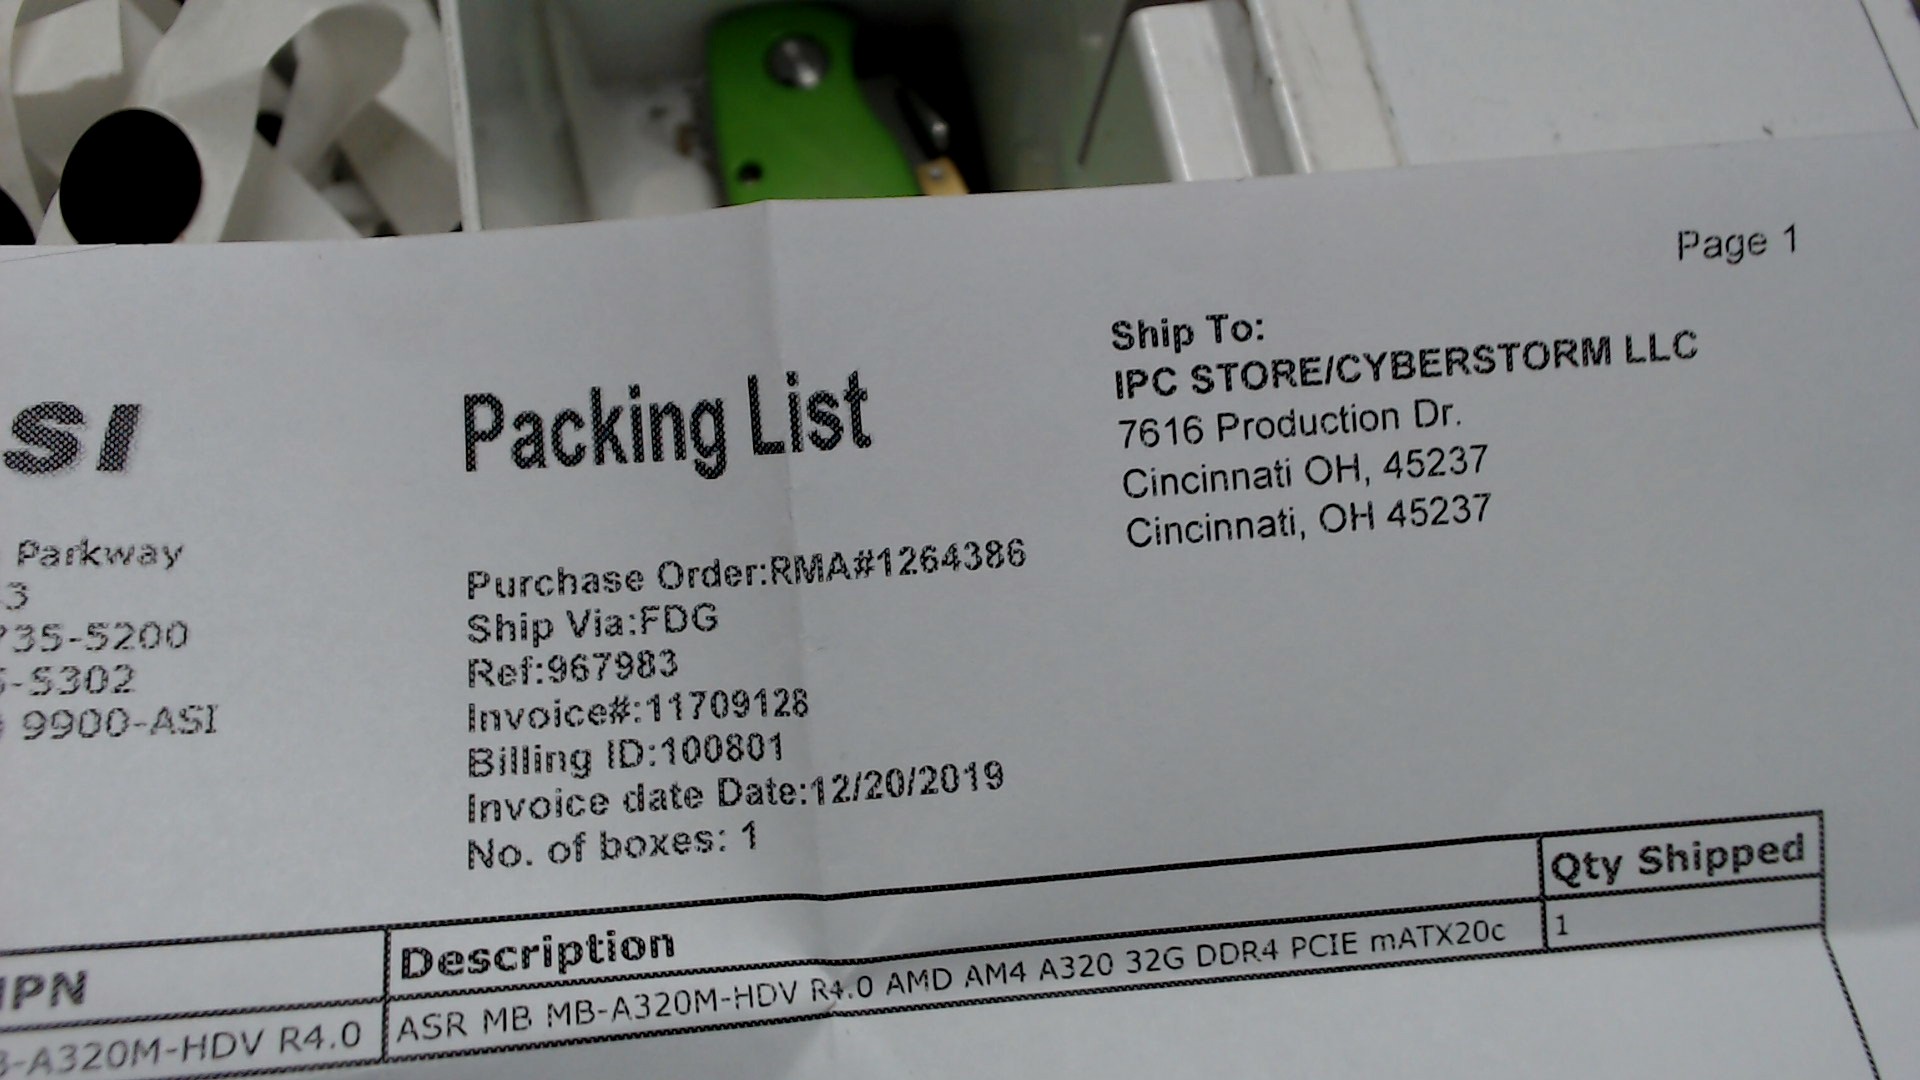 Page 1
SI
Packing List
Ship To:
IPC STORE/CYBERSTORM LLC
7616 Production Dr.
Cincinnati OH, 45237
Cincinnati, OH 45237
Parkway
3
735-5200
-5302
9900-ASI
Purchase Order:RMA#1264386
Ship Via:FDG
Ref:967983
Invoice#:11709128
Billing ID:100801
Invoice date Date:12/20/2019
No. of boxes: 1
IPN Description Qty Shipped
B-A320M-HDV R4.0 ASR MB MB-A320M-HDV R4.0 AMD AM4 A320 32G DDR4 PCIE mATX20c 1